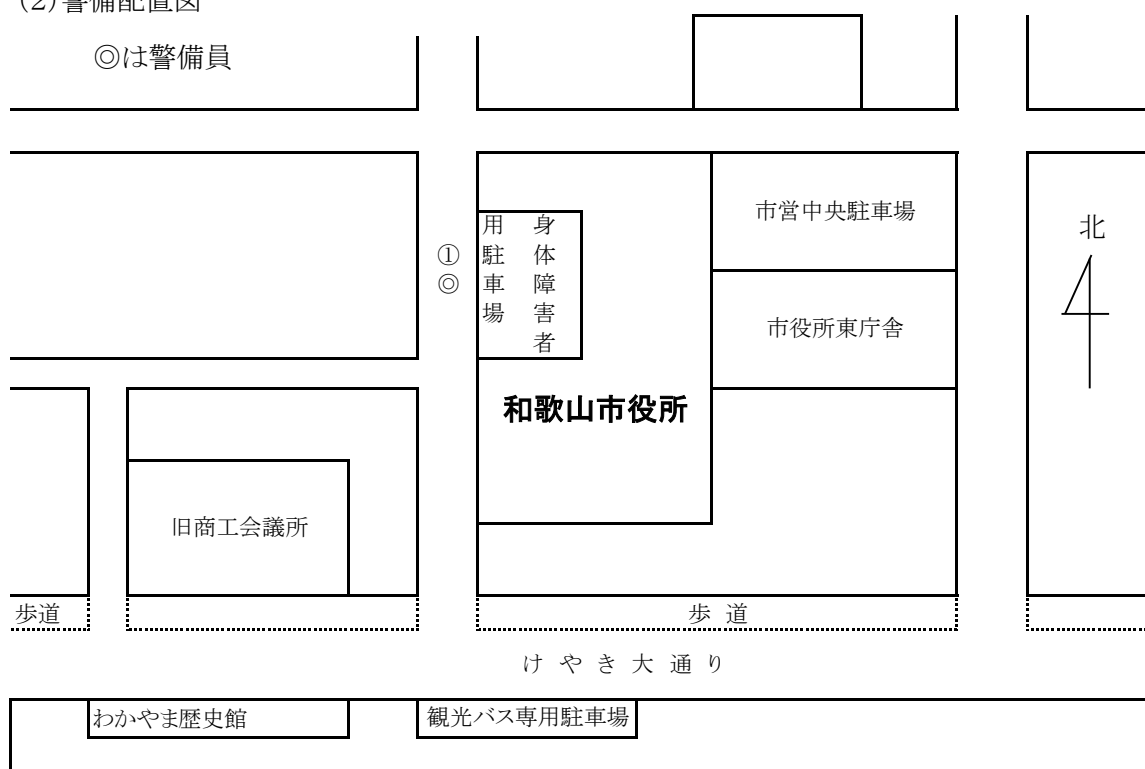 (2)警備配置図
◎は警備員
市営中央駐車場
北
身体障害者
用駐車場
①
◎
市役所東庁舎
和歌山市役所
旧商工会議所
歩道
歩道
けやき大通り
わかやま歴史館
観光バス専用駐車場